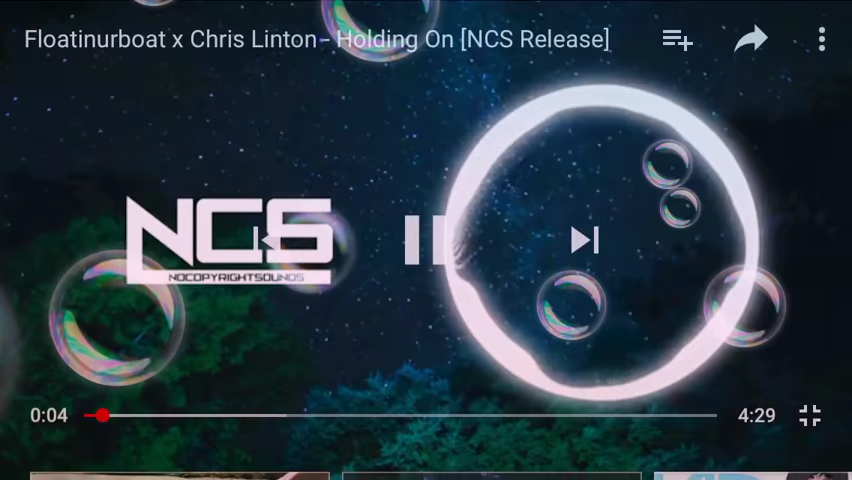 Floatinurboat x Chris Linton - Holding On [NCS Release]
NCS
NOCOPYRIGHTSOUNDS
0:04
4:29